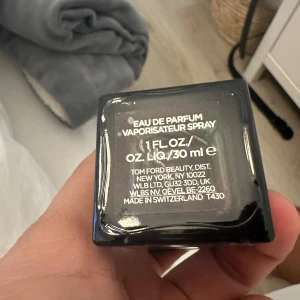 EAU DE PARFUM
VAPORISATEUR SPRAY
1 FL OZ./
OZ. LIQ./30 ml e
TOM FORD BEAUTY, DIST.
NEW YORK, NY 10022
WLB LTD, GU32 3DD, UK
WLBS NV, OEVEL BE-2260
MADE IN SWITZERLAND T430